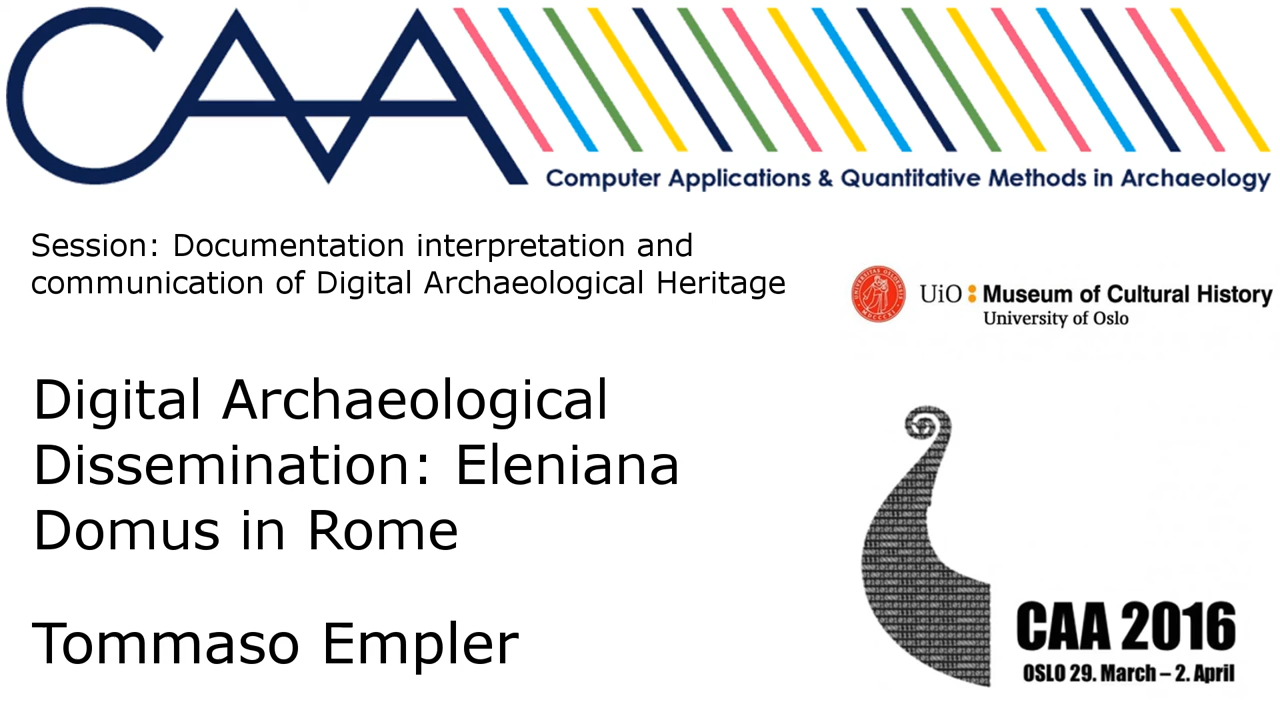 CAA
Computer Applications & Quantitative Methods in Archaeology
Session: Documentation interpretation and
communication of Digital Archaeological Heritage
UiO: Museum of Cultural History
University of Oslo
Digital Archaeological
Dissemination: Eleniana
Domus in Rome
Tommaso Empler
CAA 2016
OSLO 29. March – 2. April